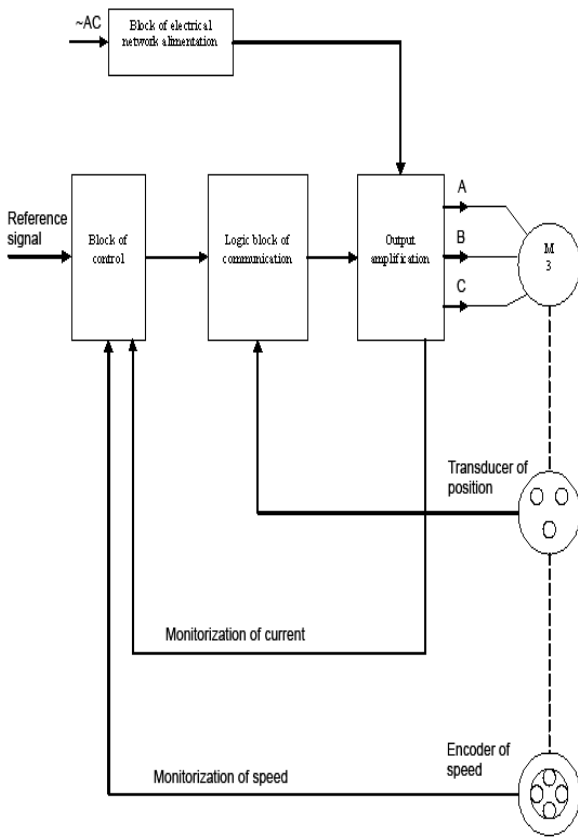 ~AC
Block of electrical
network alimentation
Reference
signal
Block of
control
Logic block of
communication
Output
amplification
A
B
C
M
3
Transducer of
position
Monitorization of current
Encoder of
speed
Monitorization of speed